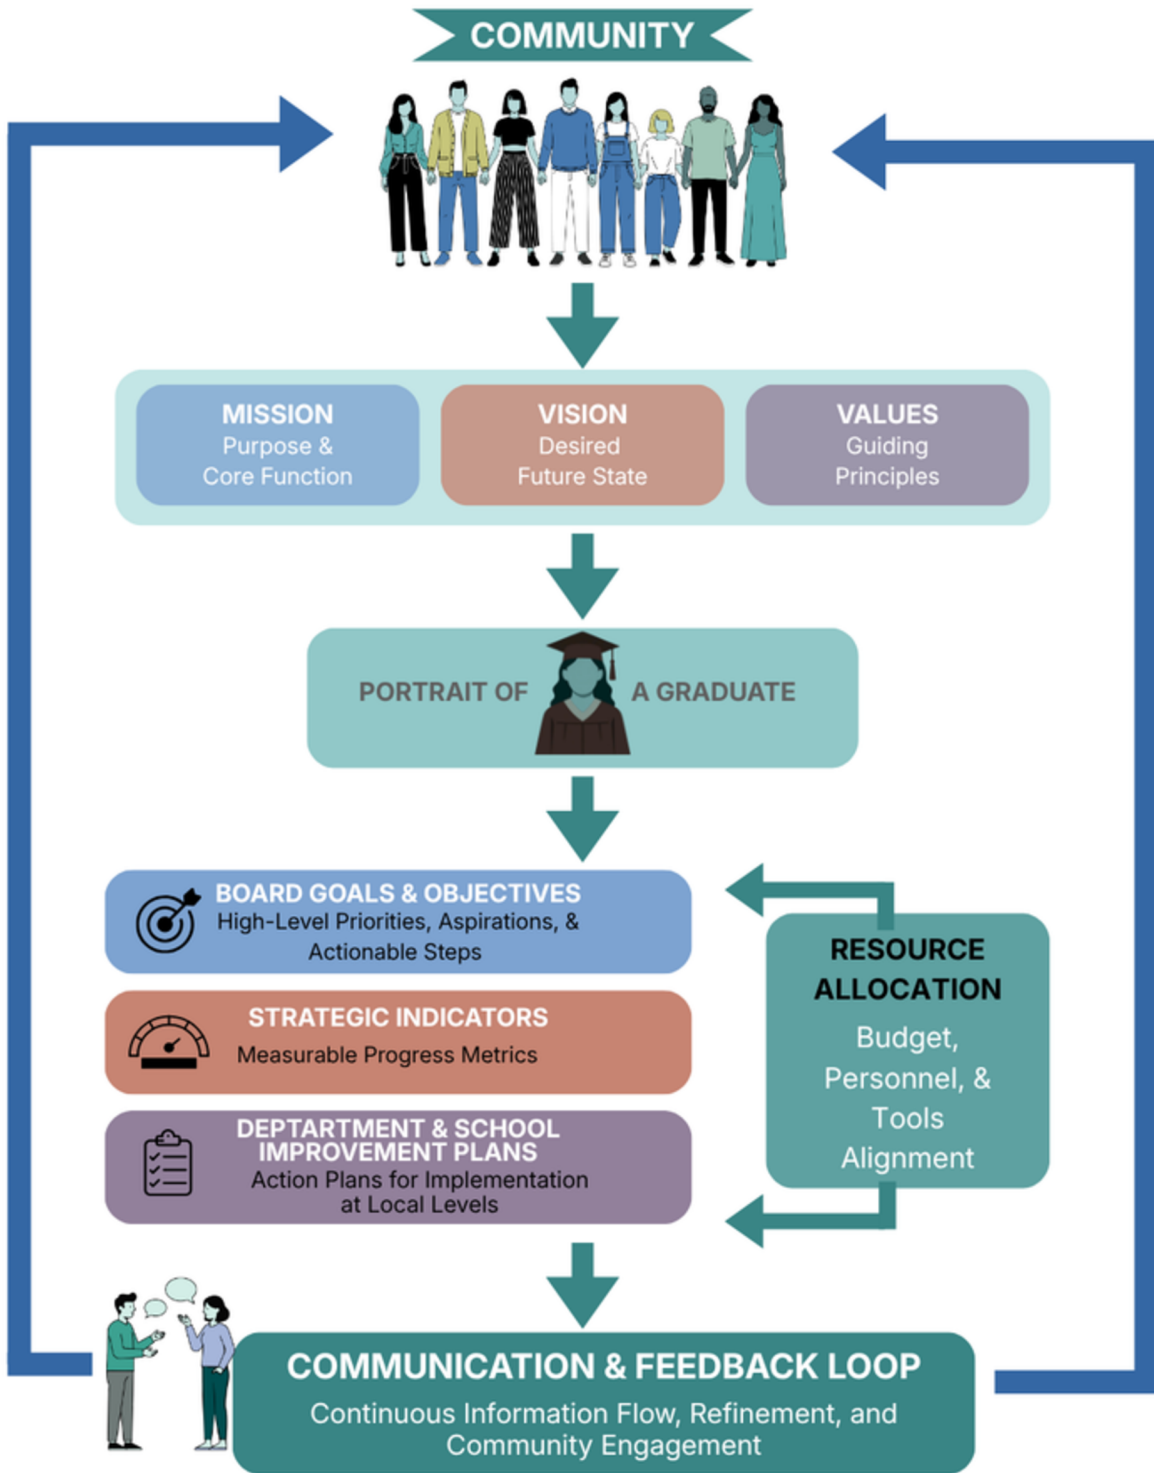 COMMUNITY
MISSION
Purpose &
Core Function
VISION
Desired
Future State
VALUES
Guiding
Principles
PORTRAIT OF A GRADUATE
BOARD GOALS & OBJECTIVES
High-Level Priorities, Aspirations, &
Actionable Steps
STRATEGIC INDICATORS
Measurable Progress Metrics
DEPTARTMENT & SCHOOL
IMPROVEMENT PLANS
Action Plans for Implementation
at Local Levels
RESOURCE
ALLOCATION
Budget,
Personnel, &
Tools
Alignment
COMMUNICATION & FEEDBACK LOOP
Continuous Information Flow, Refinement, and
Community Engagement